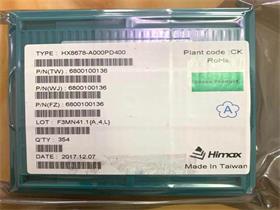 TYPE : HX8678-A000PD400
Plant code : CK
RoHs
P/N(TW) : 6800100136
P/N(WJ) : 6800100136
P/N(FZ) : 6800100136
A
LOT : F3MN41.1(A,4,L)
Q'TY : 354
DATE : 2017.12.07
Himax
Made In Taiwan